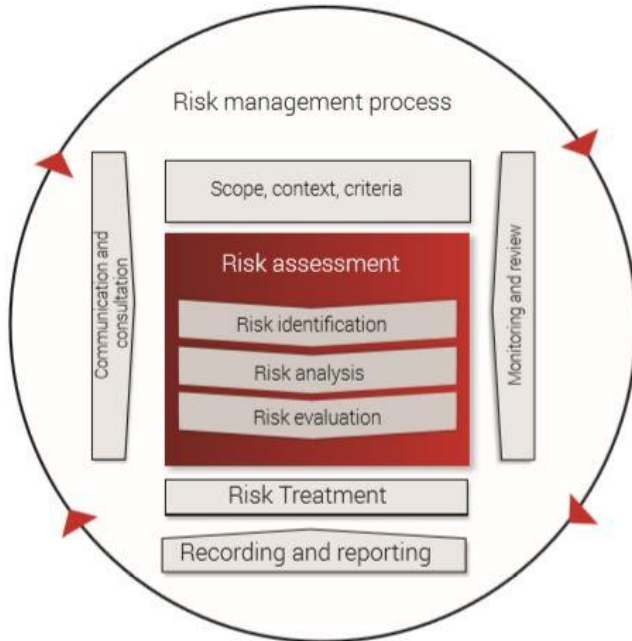 Risk management process
Scope, context, criteria
Communication and
consultation
Risk assessment
Risk identification
Risk analysis
Risk evaluation
Monitoring and review
Risk Treatment
Recording and reporting